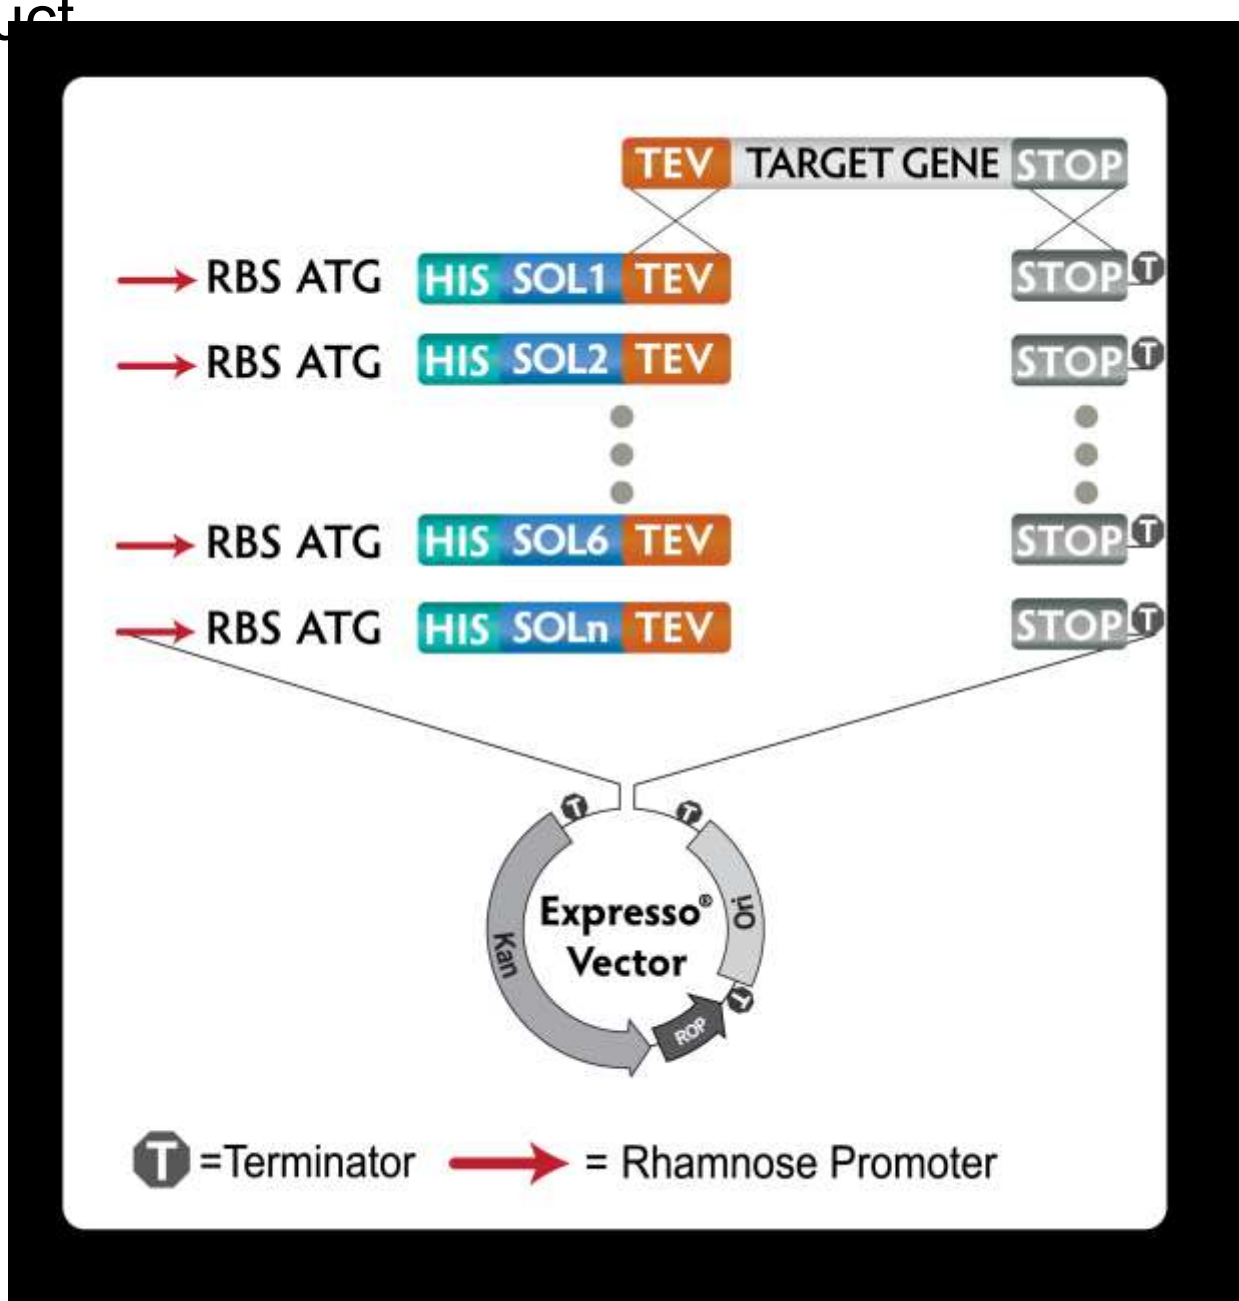 TEV TARGET GENE STOP
RBS ATG HIS SOL1 TEV STOP T
RBS ATG HIS SOL2 TEV STOP T
RBS ATG HIS SOL6 TEV STOP T
RBS ATG HIS SOLn TEV STOP T
T T
Expresso® Ori
Vector
Kan
T
ROP
T =Terminator = Rhamnose Promoter